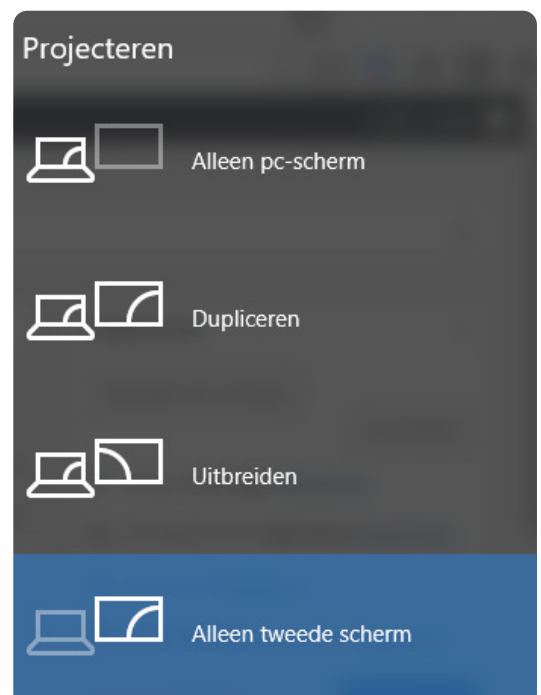 Projecteren
Alleen pc-scherm
Dupliceren
Uitbreiden
Alleen tweede scherm